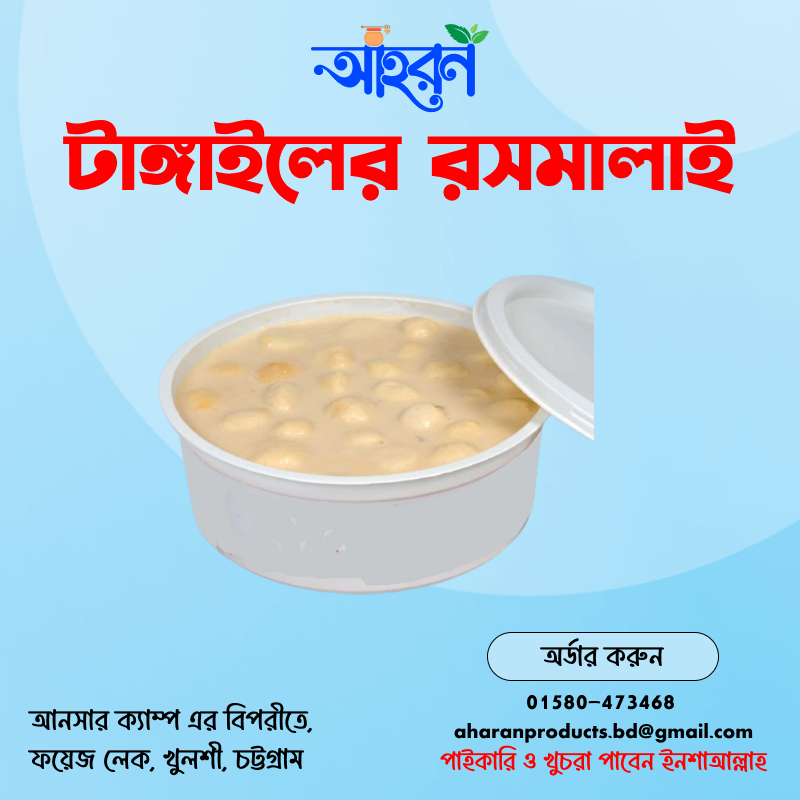 আহরন
টাঙ্গাইলের রসমালাই
অর্ডার করুন
01580-473468
aharanproducts.bd@gmail.com
পাইকারি ও খুচরা পাবেন ইনশাআল্লাহ
আনসার ক্যাম্প এর বিপরীতে,
ফয়েজ লেক, খুলশী, চট্টগ্রাম